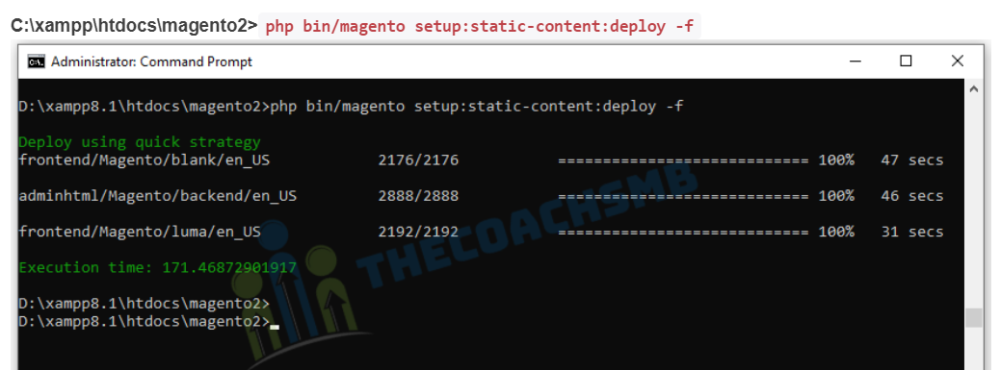 C:\xampp\htdocs\magento2> php bin/magento setup:static-content:deploy -f
Administrator: Command Prompt
D:\xampp8.1\htdocs\magento2>php bin/magento setup:static-content:deploy -f
Deploy using quick strategy
frontend/Magento/blank/en_US 2176/2176 ============================ 100% 47 secs
adminhtml/Magento/backend/en_US 2888/2888 ============================ 100% 46 secs
frontend/Magento/luma/en_US 2192/2192 ============================ 100% 31 secs
THECOACHSMB
Execution time: 171.46872901917
D:\xampp8.1\htdocs\magento2>
D:\xampp8.1\htdocs\magento2>